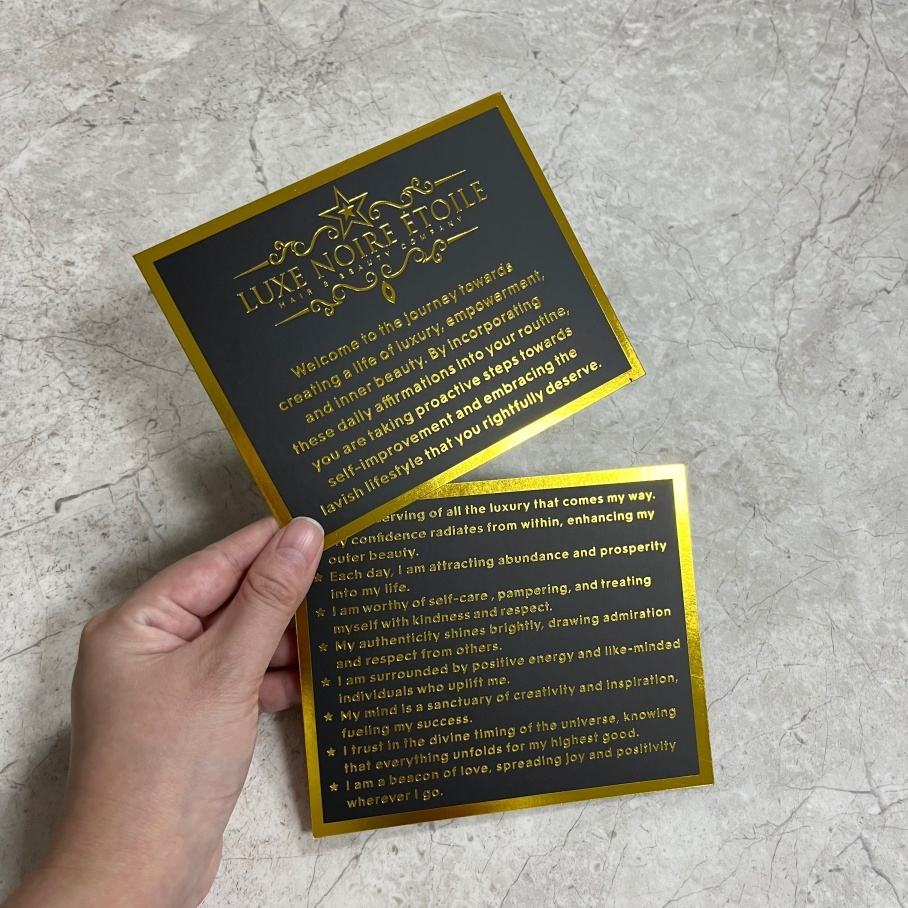 LUXE NOIRE ÉTOILE
HAIR & BEAUTY COMPANY
Welcome to the journey towards
creating a life of luxury, empowerment,
and inner beauty. By incorporating
these daily affirmations into your routine,
you are taking proactive steps towards
self-improvement and embracing the
lavish lifestyle that you rightfully deserve.
of all the luxury that comes my way.
confidence radiates from within, enhancing my
outer beauty.
Each day, I am attracting abundance and prosperity
into my life.
I am worthy of self-care , pampering, and treating
myself with kindness and respect.
My authenticity shines brightly, drawing admiration
and respect from others.
I am surrounded by positive energy and like-minded
individuals who uplift me.
My mind is a sanctuary of creativity and inspiration,
fueling my success.
I trust in the divine timing of the universe, knowing
that everything unfolds for my highest good.
I am a beacon of love, spreading joy and positivity
wherever I go.